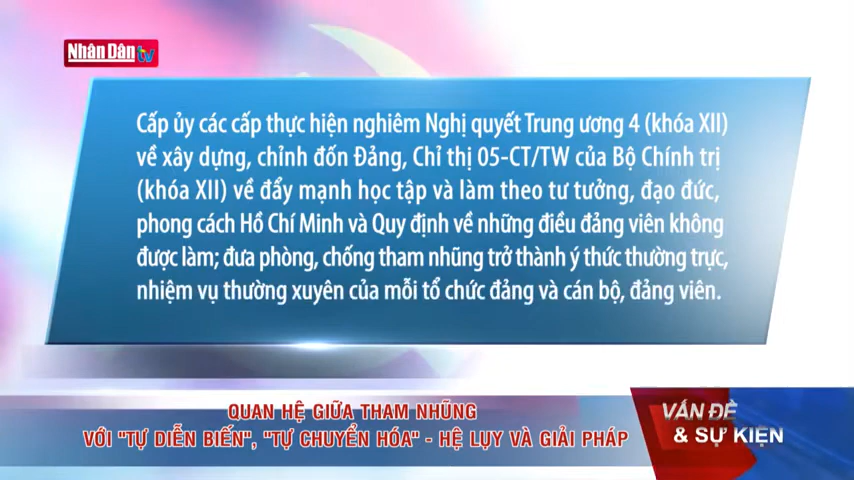 Nhân Dân tv
Cấp ủy các cấp thực hiện nghiêm Nghị quyết Trung ương 4 (khóa XII)
về xây dựng, chỉnh đốn Đảng, Chỉ thị 05-CT/TW của Bộ Chính trị
(khóa XII) về đẩy mạnh học tập và làm theo tư tưởng, đạo đức,
phong cách Hồ Chí Minh và Quy định về những điều đảng viên không
được làm; đưa phòng, chống tham nhũng trở thành ý thức thường trực,
nhiệm vụ thường xuyên của mỗi tổ chức đảng và cán bộ, đảng viên.
QUAN HỆ GIỮA THAM NHŨNG
VỚI "TỰ DIỄN BIẾN", "TỰ CHUYỂN HÓA" - HỆ LỤY VÀ GIẢI PHÁP
VẤN ĐỀ
& SỰ KIỆN